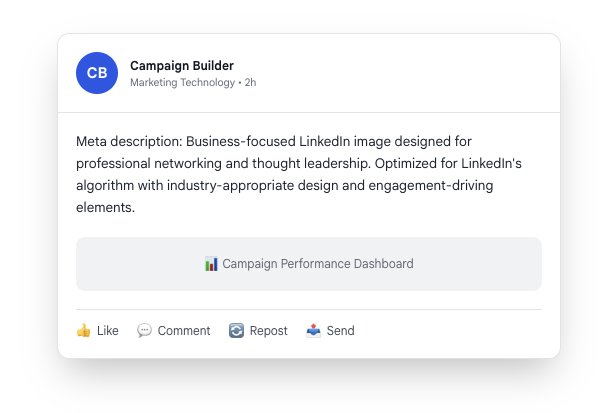 CB
Campaign Builder
Marketing Technology • 2h
Meta description: Business-focused LinkedIn image designed for
professional networking and thought leadership. Optimized for LinkedIn's
algorithm with industry-appropriate design and engagement-driving
elements.
📊 Campaign Performance Dashboard
👍 Like 💬 Comment 🔄 Repost 📤 Send